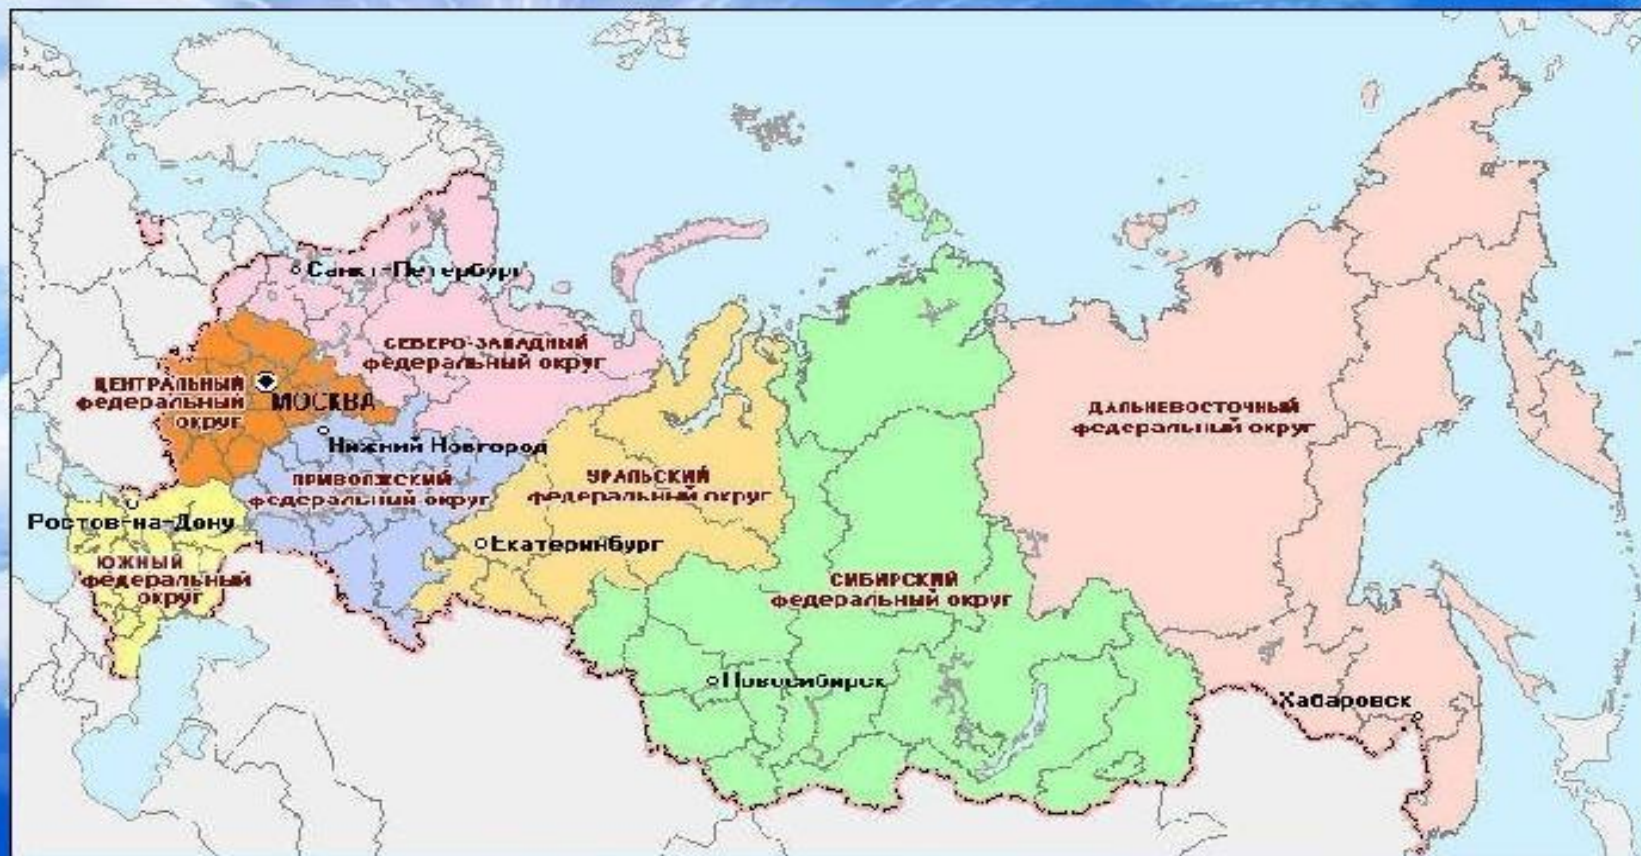 Санкт-Петербург
СЕВЕРО-ЗАПАДНЫЙ
федеральный округ
ЦЕНТРАЛЬНЫЙ
федеральный
округ
МОСКВА
Нижний Новгород
ПРИВОЛЖСКИЙ
федеральный округ
УРАЛЬСКИЙ
федеральный округ
ДАЛЬНЕВОСТОЧНЫЙ
федеральный округ
Ростов-на-Дону
ЮЖНЫЙ
федеральный
округ
Екатеринбург
СИБИРСКИЙ
федеральный округ
Новосибирск
Хабаровск